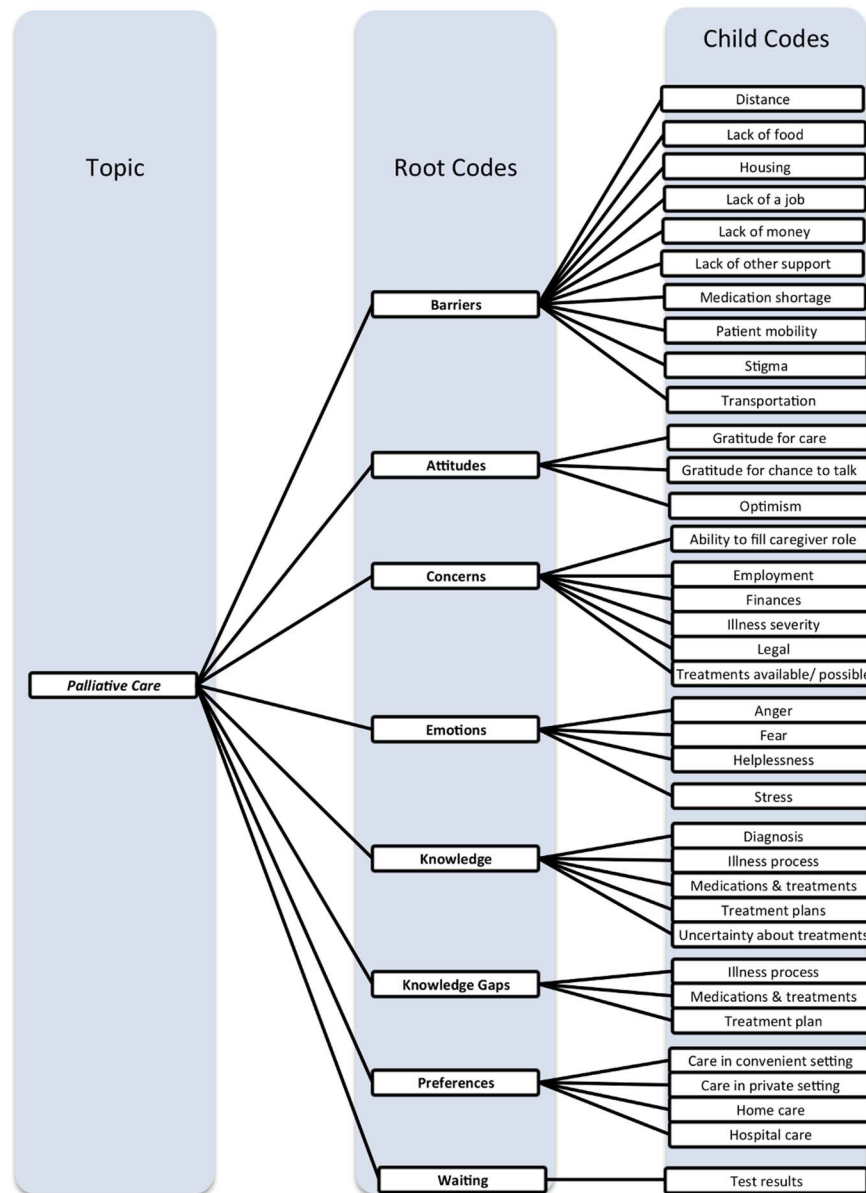 Topic
Root Codes
Child Codes
Palliative Care
Barriers
Distance
Lack of food
Housing
Lack of a job
Lack of money
Lack of other support
Medication shortage
Patient mobility
Stigma
Transportation
Attitudes
Gratitude for care
Gratitude for chance to talk
Optimism
Concerns
Ability to fill caregiver role
Employment
Finances
Illness severity
Legal
Treatments available/ possible
Emotions
Anger
Fear
Helplessness
Stress
Knowledge
Diagnosis
Illness process
Medications & treatments
Treatment plans
Uncertainty about treatments
Knowledge Gaps
Illness process
Medications & treatments
Treatment plan
Preferences
Care in convenient setting
Care in private setting
Home care
Hospital care
Waiting
Test results